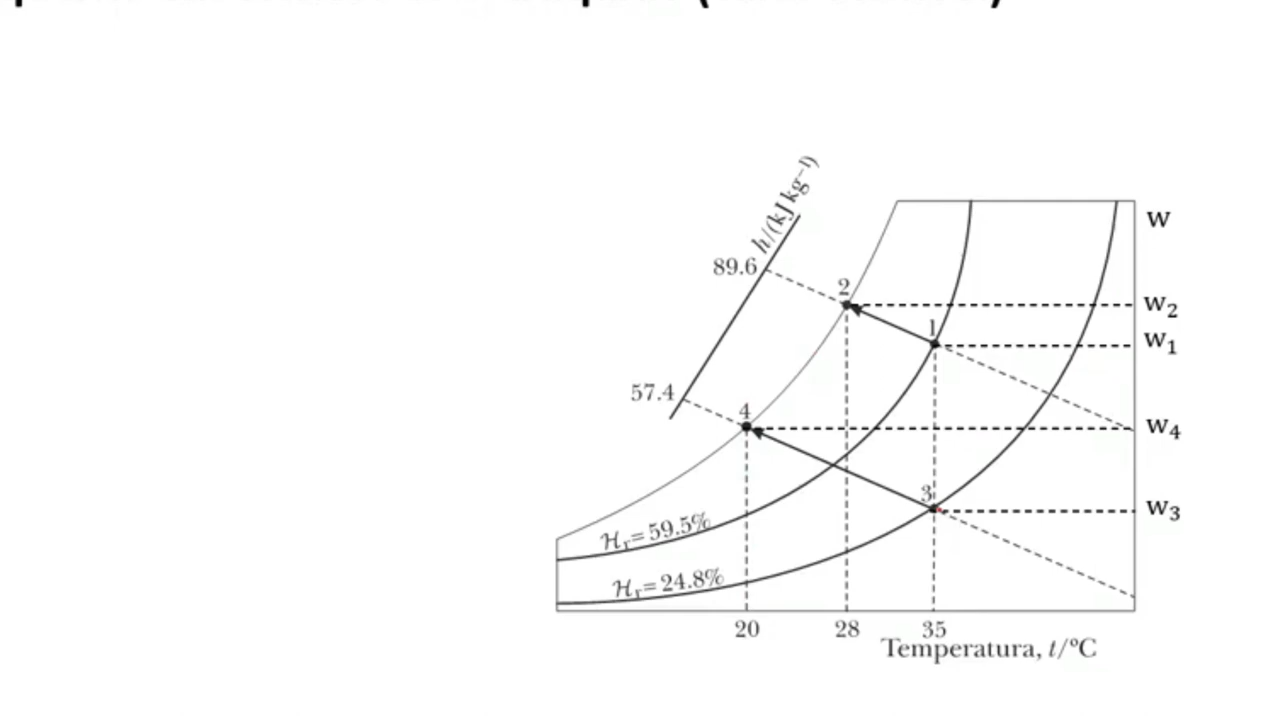 h/(kJ kg⁻¹)
w
89.6
2
w₂
1
w₁
57.4
4
w₄
3
w₃
ℋᵣ= 59.5%
ℋᵣ= 24.8%
20 28 35
Temperatura, t/ºC